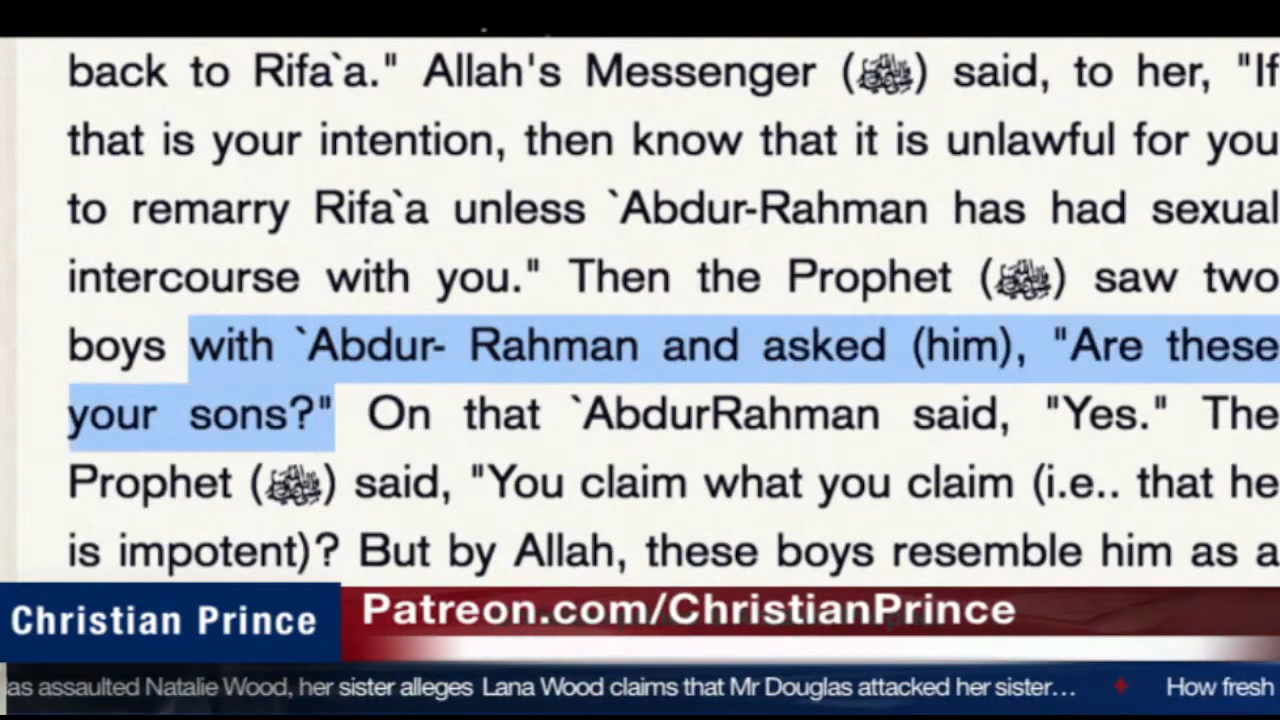 back to Rifa`a." Allah's Messenger (ﷺ) said, to her, "If
that is your intention, then know that it is unlawful for you
to remarry Rifa`a unless `Abdur-Rahman has had sexual
intercourse with you." Then the Prophet (ﷺ) saw two
boys with `Abdur- Rahman and asked (him), "Are these
your sons?" On that `AbdurRahman said, "Yes." The
Prophet (ﷺ) said, "You claim what you claim (i.e.. that he
is impotent)? But by Allah, these boys resemble him as a
Christian Prince
Patreon.com/ChristianPrince
as assaulted Natalie Wood, her sister alleges Lana Wood claims that Mr Douglas attacked her sister... How fresh